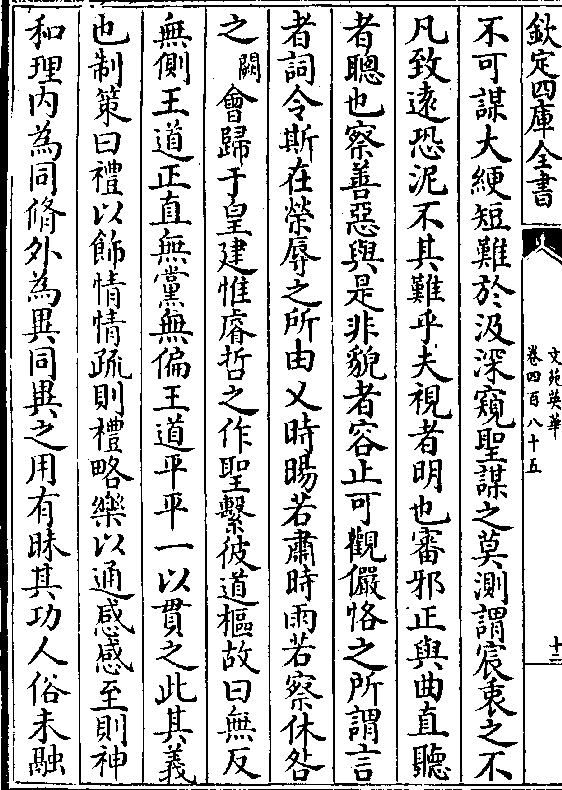 欽定四庫全書
文苑英華
卷四百八十五
十三
不可謀大綆短難於汲深窺聖謀之莫測謂宸衷之不
凡致遠恐泥不其難乎夫視者明也審邪正與曲直聽
者聰也察善惡與是非貌者容止可觀儼恪之所謂言
者詞令斯在榮辱之所由乂時暘若肅時雨若察休咎
之闕會歸于皇建惟睿哲之作聖繫彼道樞故曰無反
無側王道正直無黨無偏王道平平一以貫之此其義
也制策曰禮以飾情情疏則禮略樂以通感感至則神
和理内為同脩外為異同異之用有昧其功人俗未融